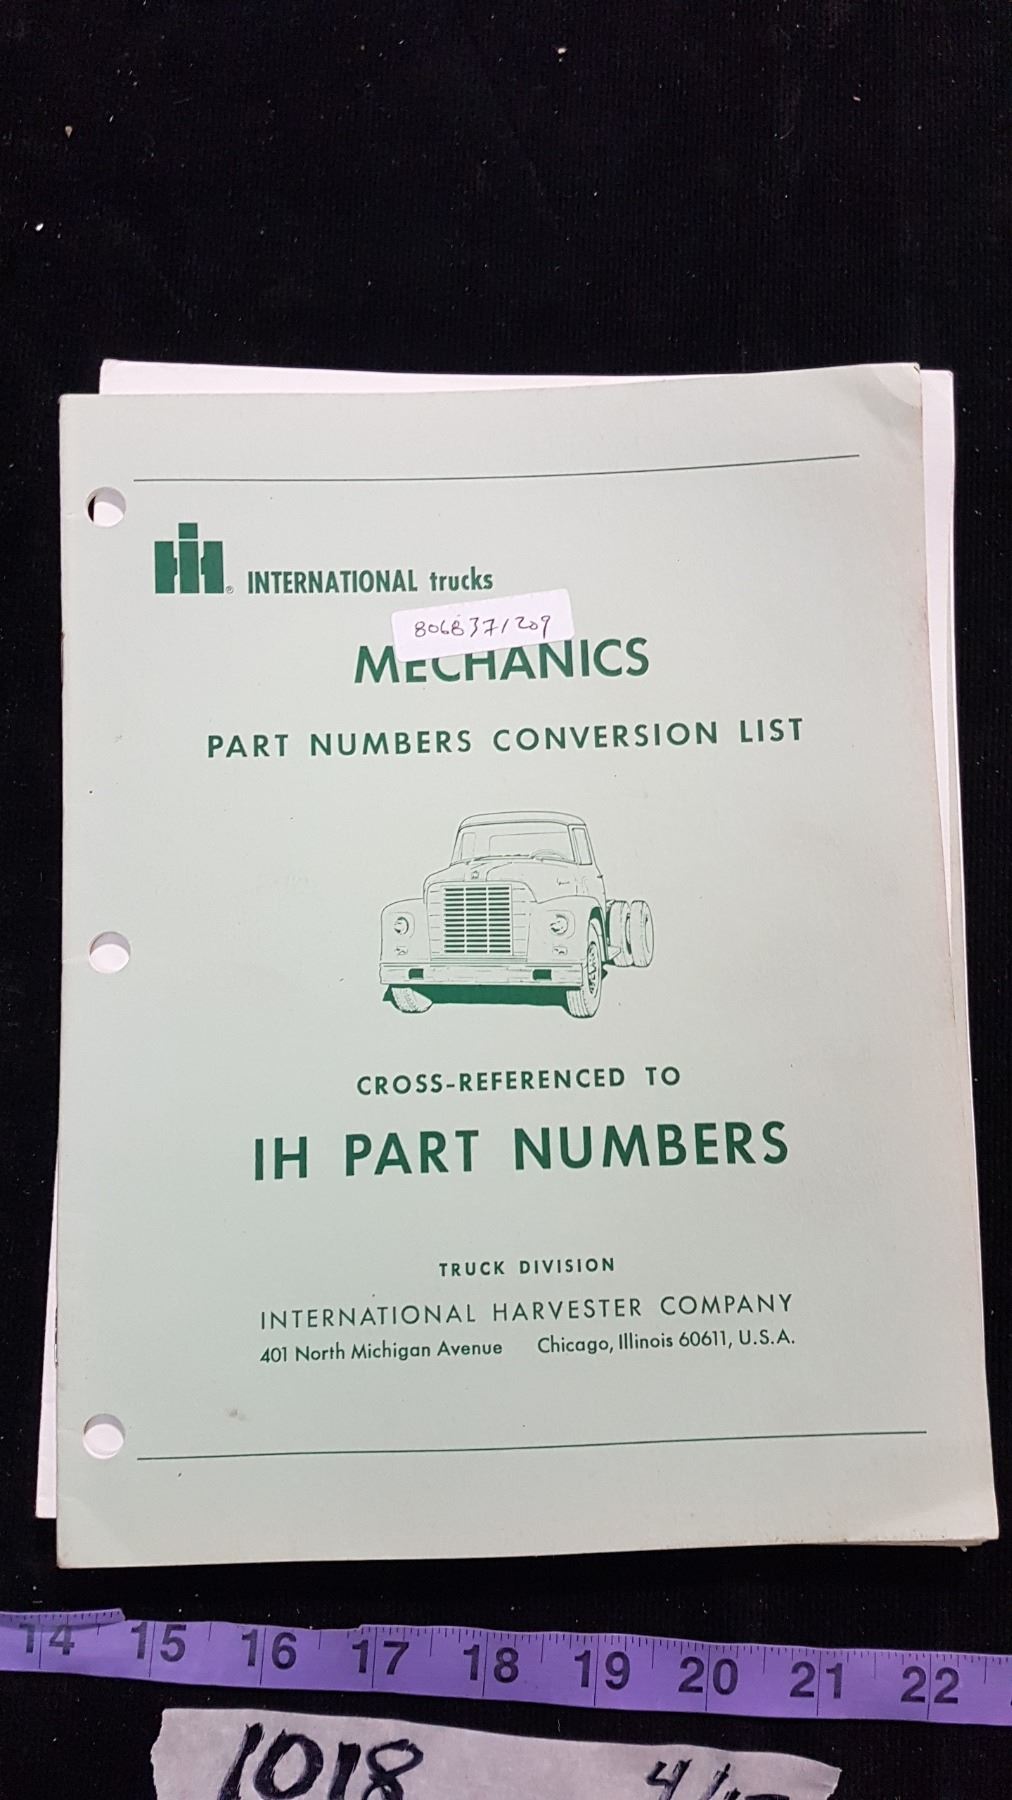 IH® INTERNATIONAL trucks
8068371209
MECHANICS
PART NUMBERS CONVERSION LIST
CROSS-REFERENCED TO
IH PART NUMBERS
TRUCK DIVISION
INTERNATIONAL HARVESTER COMPANY
401 North Michigan Avenue Chicago, Illinois 60611, U.S.A.
14 15 16 17 18 19 20 21 22
1018